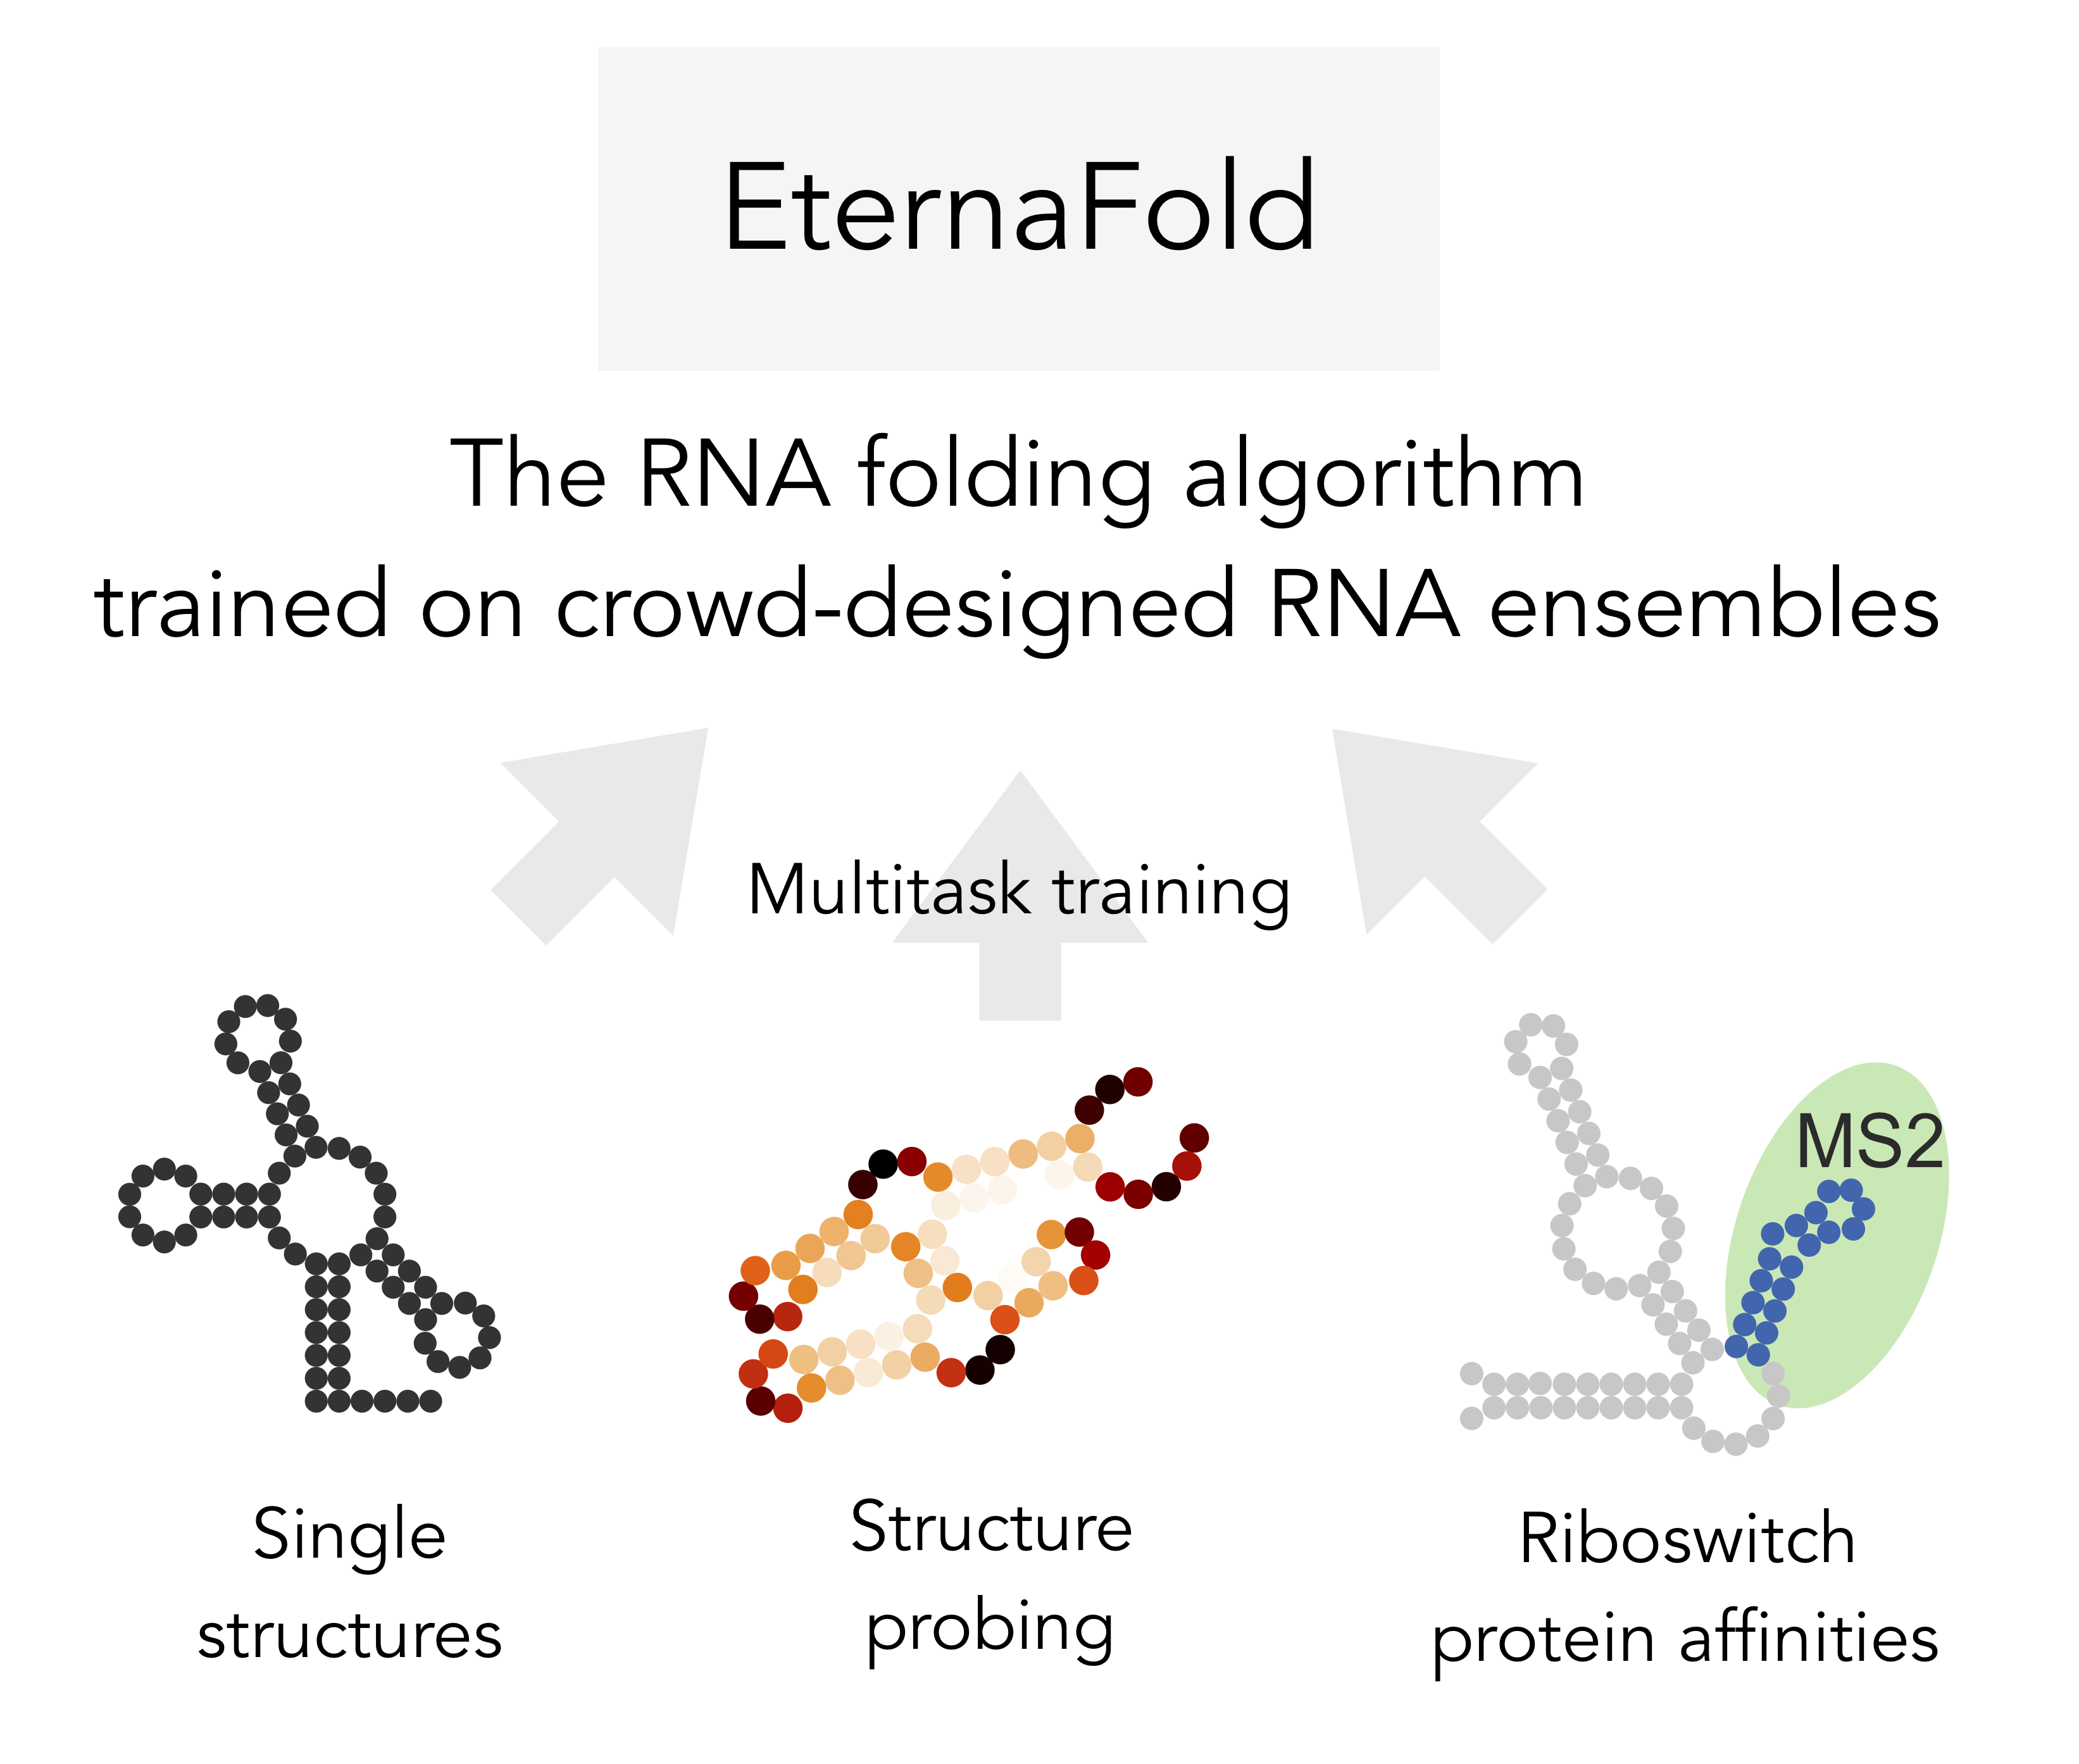 EternaFold
The RNA folding algorithm
trained on crowd-designed RNA ensembles
Multitask training
MS2
Single
structures
Structure
probing
Riboswitch
protein affinities